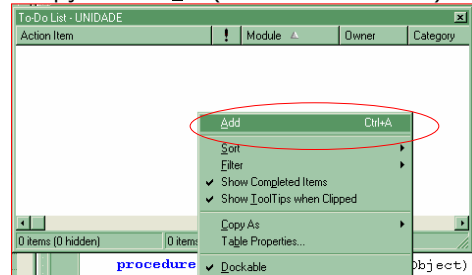 To-Do List - UNIDADE
Action Item ! Module Owner Category
Add Ctrl+A
Sort
Filter
Show Completed Items
Show ToolTips when Clipped
Copy As
Table Properties...
Dockable
0 items (0 hidden) 0 items
procedure bject)